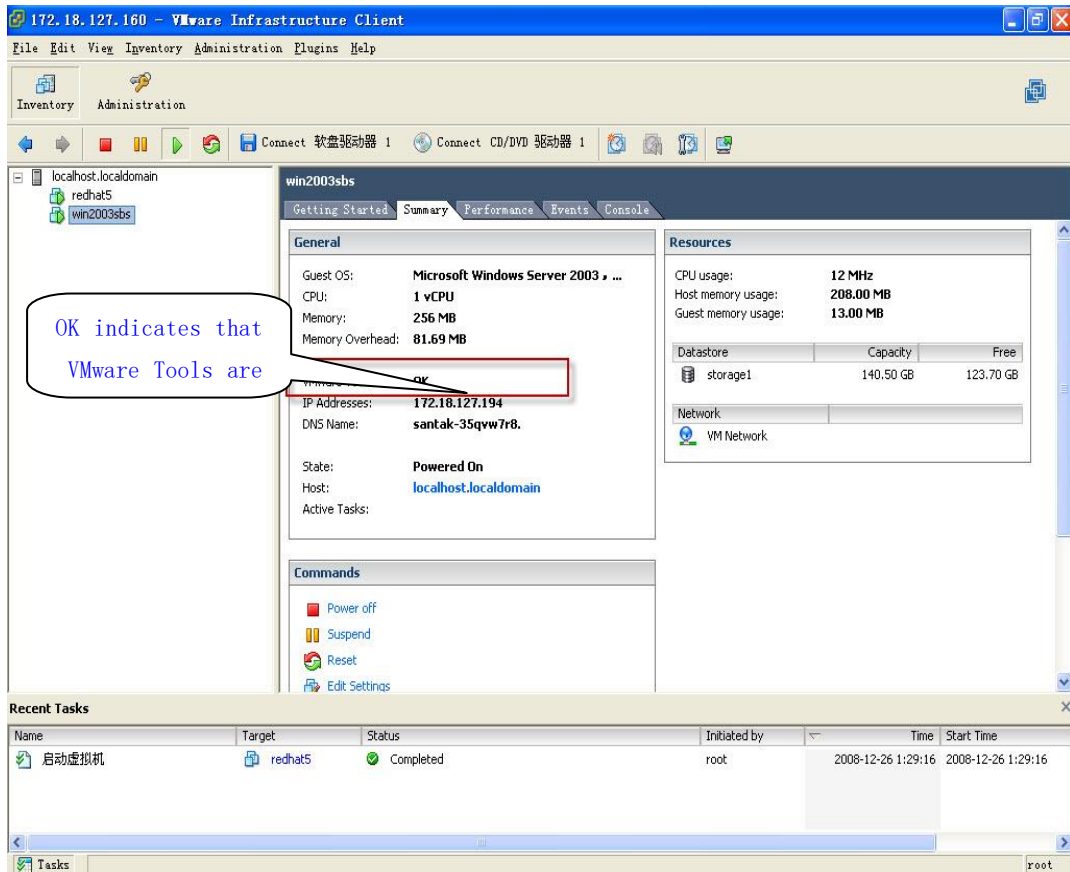 172.18.127.160 - VMware Infrastructure Client
File Edit View Inventory Administration Plugins Help
Inventory Administration
Connect 软盘驱动器 1 Connect CD/DVD 驱动器 1
localhost.localdomain
redhat5
win2003sbs
win2003sbs
Getting Started Summary Performance Events Console
General
Guest OS: Microsoft Windows Server 2003, ...
CPU: 1 vCPU
Memory: 256 MB
Memory Overhead: 81.69 MB
OK
IP Addresses: 172.18.127.194
DNS Name: santak-35qvw7r8.
State: Powered On
Host: localhost.localdomain
Active Tasks:
OK indicates that
VMware Tools are
Commands
Power off
Suspend
Reset
Edit Settings
Resources
CPU usage: 12 MHz
Host memory usage: 208.00 MB
Guest memory usage: 13.00 MB
Datastore Capacity Free
storage1 140.50 GB 123.70 GB
Network
VM Network
Recent Tasks
Name Target Status Initiated by Time Start Time
启动虚拟机 redhat5 Completed root 2008-12-26 1:29:16 2008-12-26 1:29:16
Tasks root